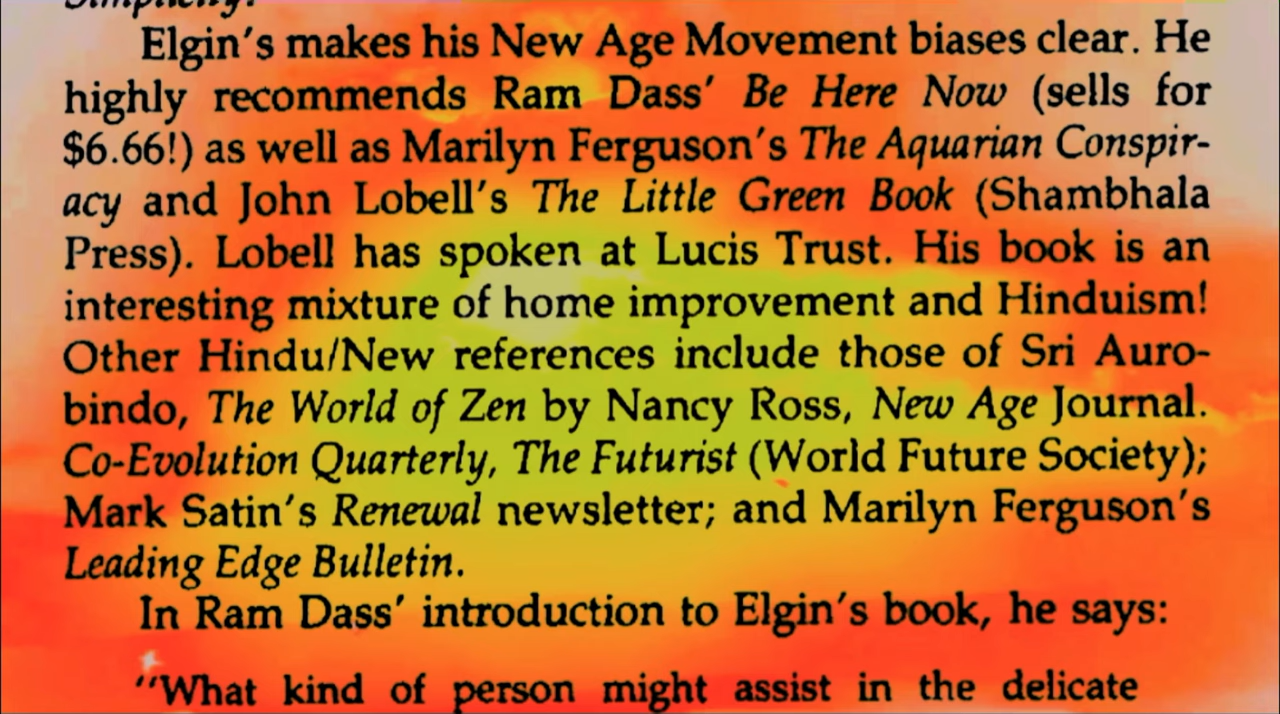 Simplicity.
Elgin's makes his New Age Movement biases clear. He
highly recommends Ram Dass' Be Here Now (sells for
$6.66!) as well as Marilyn Ferguson's The Aquarian Conspir-
acy and John Lobell's The Little Green Book (Shambhala
Press). Lobell has spoken at Lucis Trust. His book is an
interesting mixture of home improvement and Hinduism!
Other Hindu/New references include those of Sri Auro-
bindo, The World of Zen by Nancy Ross, New Age Journal.
Co-Evolution Quarterly, The Futurist (World Future Society);
Mark Satin's Renewal newsletter; and Marilyn Ferguson's
Leading Edge Bulletin.
In Ram Dass' introduction to Elgin's book, he says:
"What kind of person might assist in the delicate